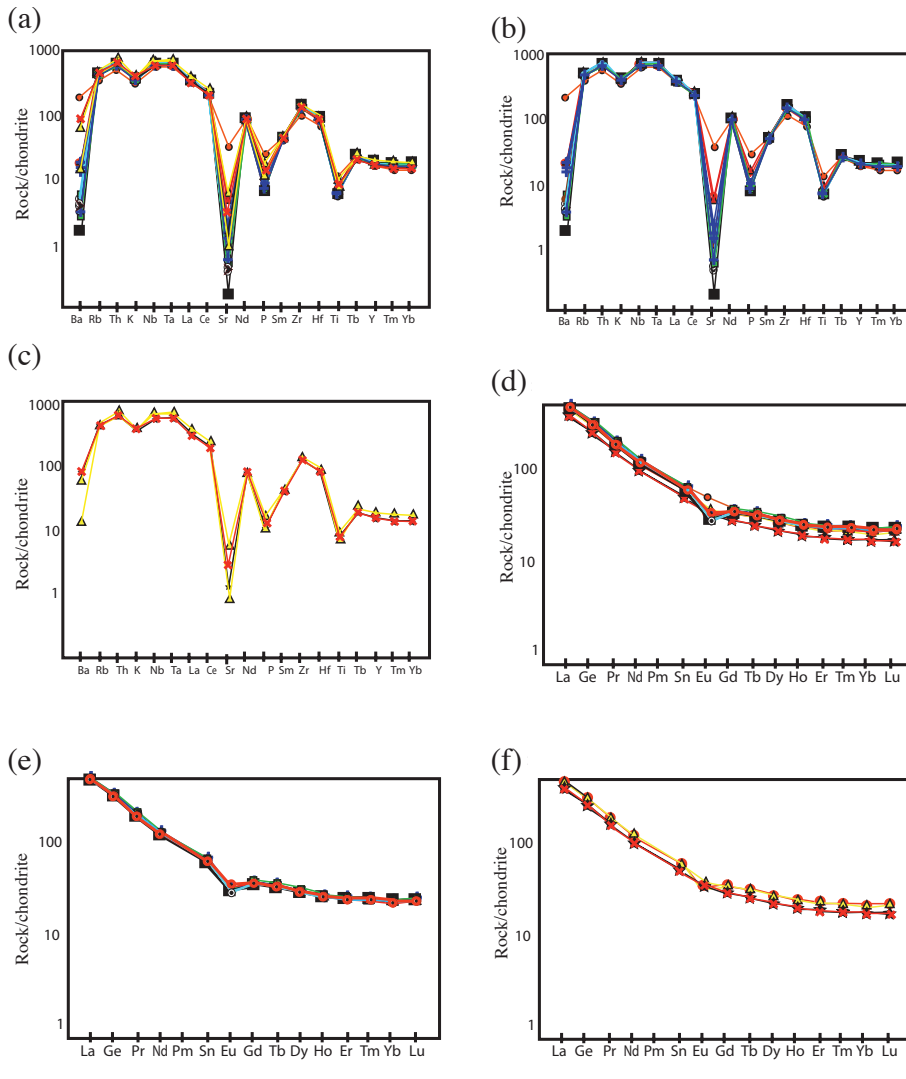 (a)
1000
100
10
1
Rock/chondrite
Ba Rb Th K Nb Ta La Ce Sr Nd P Sm Zr Hf Ti Tb Y Tm Yb
(b)
1000
100
10
1
Rock/chondrite
Ba Rb Th K Nb Ta La Ce Sr Nd P Sm Zr Hf Ti Tb Y Tm Yb
(c)
1000
100
10
1
Rock/chondrite
Ba Rb Th K Nb Ta La Ce Sr Nd P Sm Zr Hf Ti Tb Y Tm Yb
(d)
100
10
1
Rock/chondrite
La Ge Pr Nd Pm Sn Eu Gd Tb Dy Ho Er Tm Yb Lu
(e)
100
10
1
Rock/chondrite
La Ge Pr Nd Pm Sn Eu Gd Tb Dy Ho Er Tm Yb Lu
(f)
100
10
1
Rock/chondrite
La Ge Pr Nd Pm Sn Eu Gd Tb Dy Ho Er Tm Yb Lu